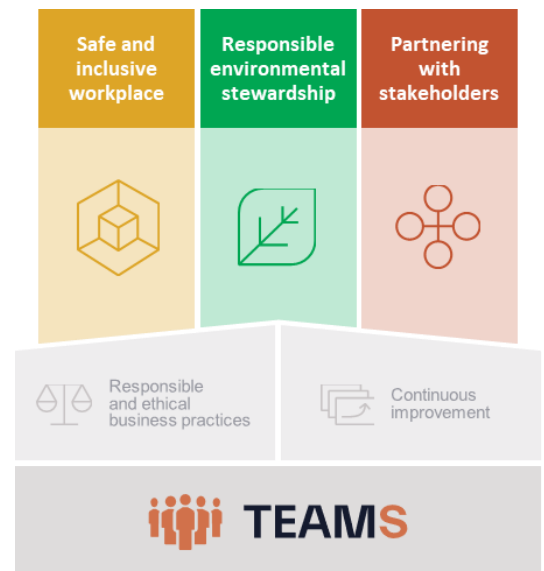 Safe and
inclusive
workplace
Responsible
environmental
stewardship
Partnering
with
stakeholders
Responsible
and ethical
business practices
Continuous
improvement
TEAMS